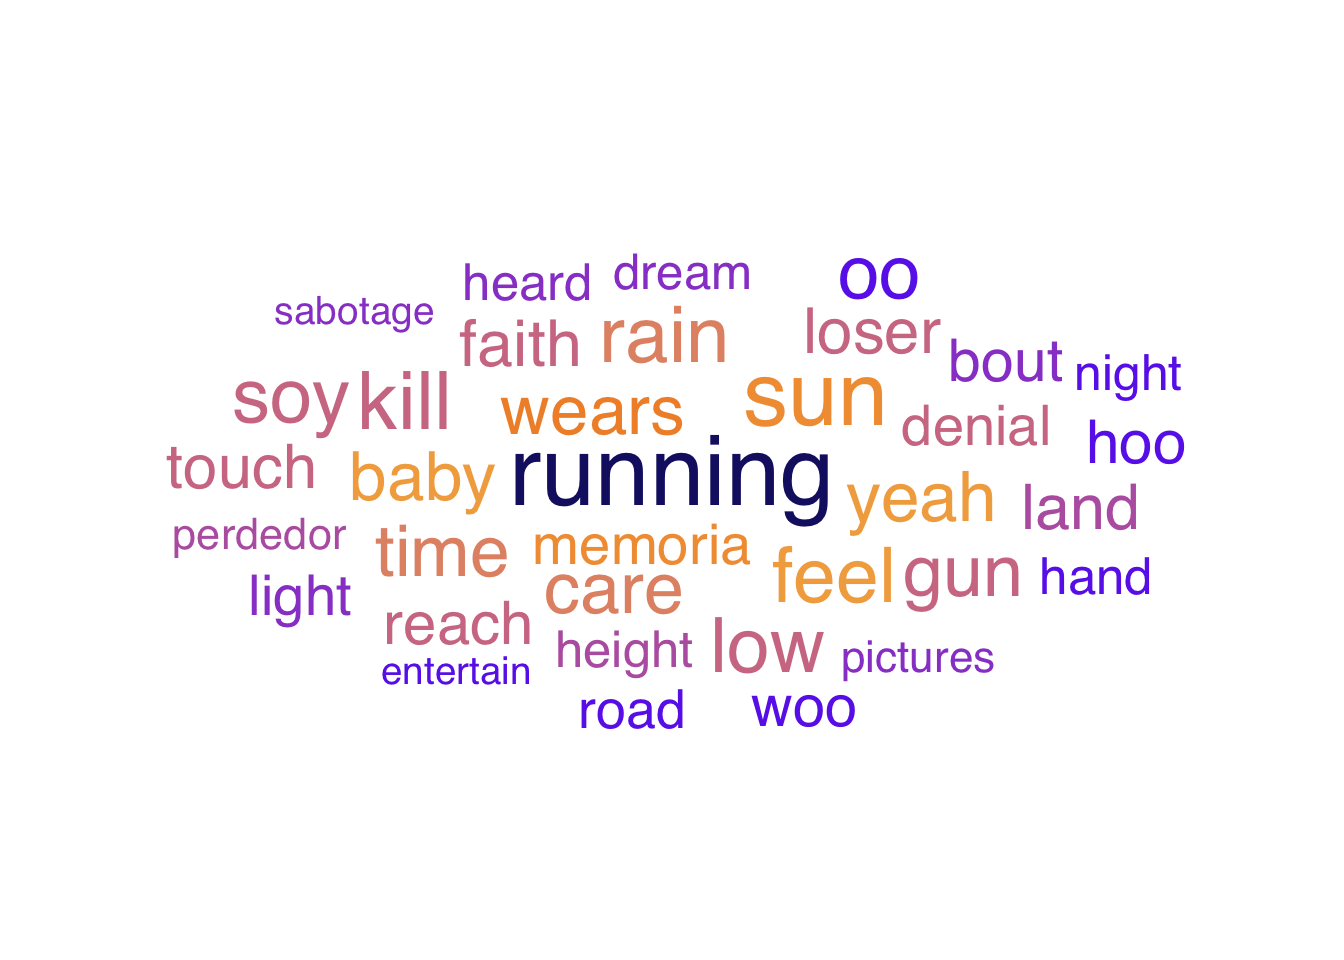 heard dream oo
sabotage
faith rain loser
bout night
soy kill wears sun denial hoo
touch baby running yeah land
perdedor time memoria feel gun hand
light care
reach height low pictures
entertain
road woo